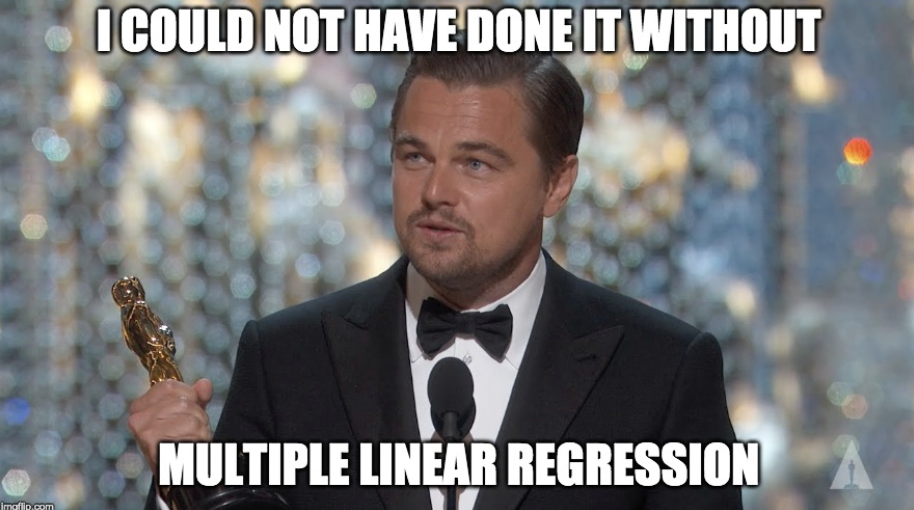 I COULD NOT HAVE DONE IT WITHOUT
MULTIPLE LINEAR REGRESSION
imgflip.com